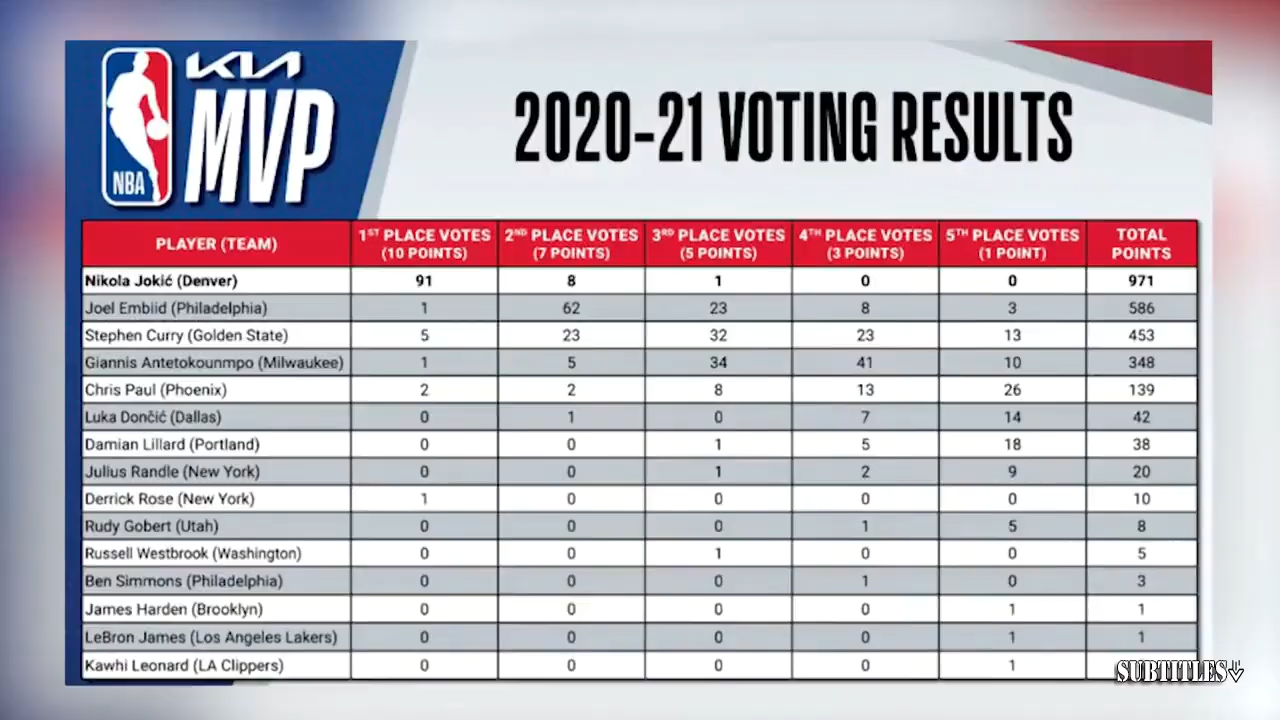 KIA
MVP
NBA
2020-21 VOTING RESULTS
PLAYER (TEAM) 1ST PLACE VOTES (10 POINTS) 2ND PLACE VOTES (7 POINTS) 3RD PLACE VOTES (5 POINTS) 4TH PLACE VOTES (3 POINTS) 5TH PLACE VOTES (1 POINT) TOTAL POINTS
Nikola Jokić (Denver) 91 8 1 0 0 971
Joel Embiid (Philadelphia) 1 62 23 8 3 586
Stephen Curry (Golden State) 5 23 32 23 13 453
Giannis Antetokounmpo (Milwaukee) 1 5 34 41 10 348
Chris Paul (Phoenix) 2 2 8 13 26 139
Luka Dončić (Dallas) 0 1 0 7 14 42
Damian Lillard (Portland) 0 0 1 5 18 38
Julius Randle (New York) 0 0 1 2 9 20
Derrick Rose (New York) 1 0 0 0 0 10
Rudy Gobert (Utah) 0 0 0 1 5 8
Russell Westbrook (Washington) 0 0 1 0 0 5
Ben Simmons (Philadelphia) 0 0 0 1 0 3
James Harden (Brooklyn) 0 0 0 0 1 1
LeBron James (Los Angeles Lakers) 0 0 0 0 1 1
Kawhi Leonard (LA Clippers) 0 0 0 0 1
SUBTITLES